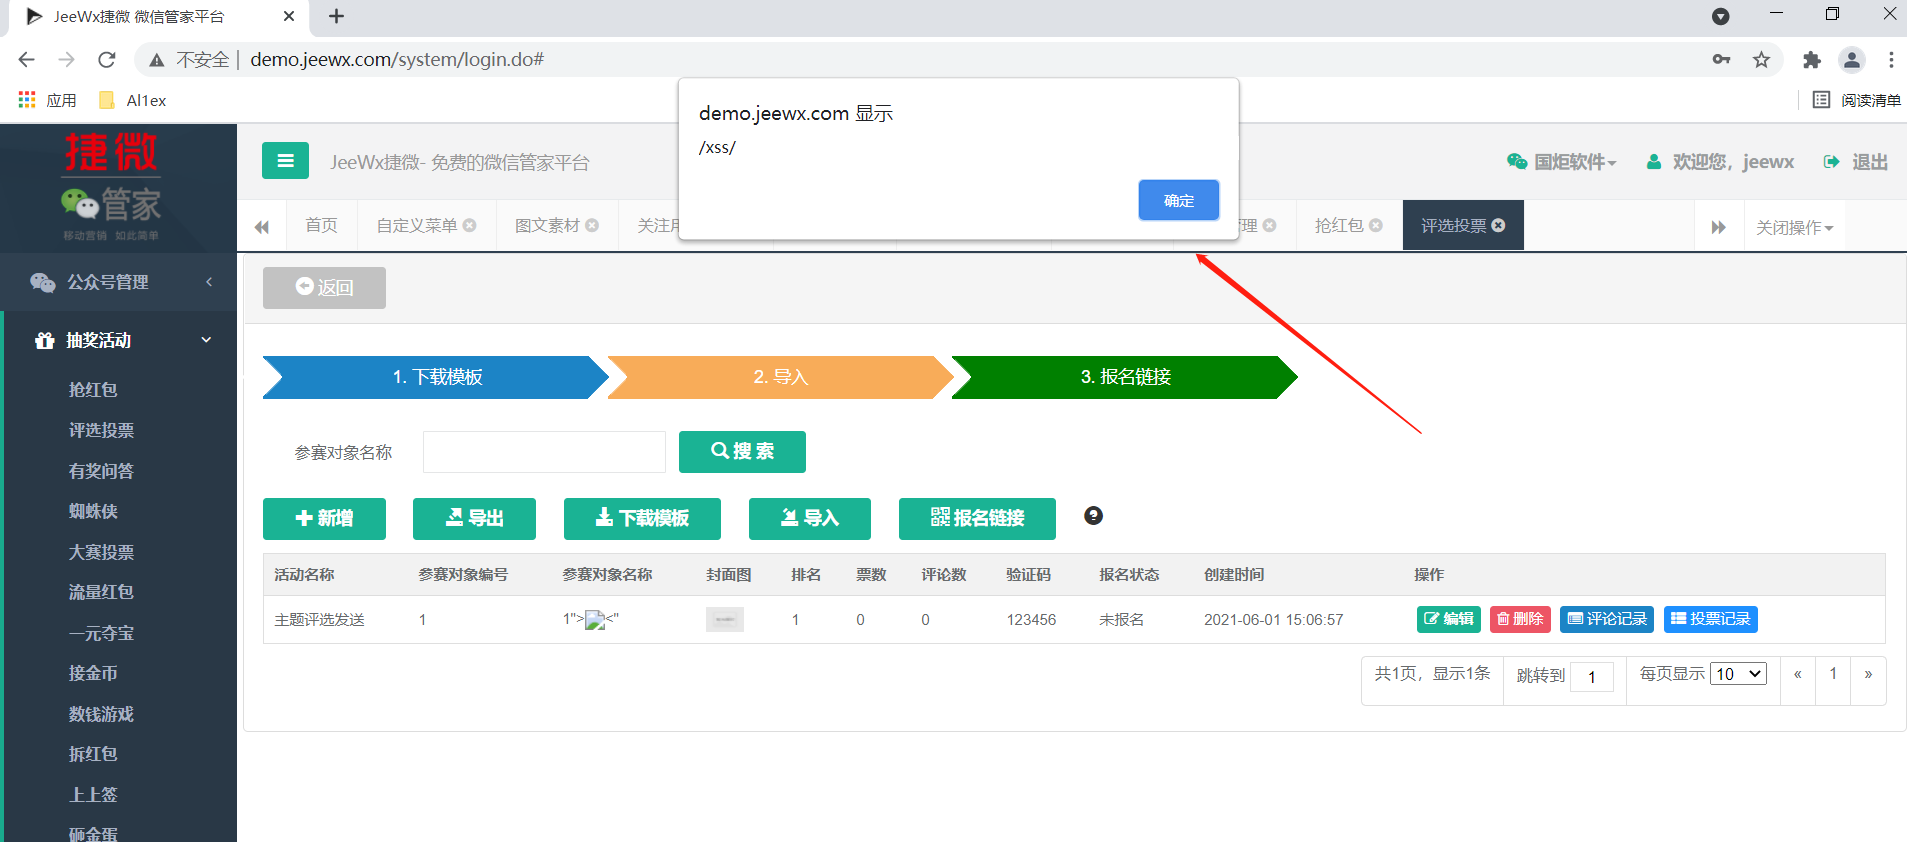 JeeWx捷微 微信管家平台
不安全 | demo.jeewx.com/system/login.do#
应用
Al1ex
阅读清单
demo.jeewx.com 显示
/xss/
确定
捷微
管家
移动营销 如此简单
JeeWx捷微- 免费的微信管家平台
国炬软件
欢迎您，jeewx
退出
首页
自定义菜单
图文素材
关注用
理
抢红包
评选投票
关闭操作
公众号管理
抽奖活动
抢红包
评选投票
有奖问答
蜘蛛侠
大赛投票
流量红包
一元夺宝
接金币
数钱游戏
拆红包
上上签
砸金蛋
返回
1. 下载模板
2. 导入
3. 报名链接
参赛对象名称
搜 索
新增
导出
下载模板
导入
报名链接
活动名称 参赛对象编号 参赛对象名称 封面图 排名 票数 评论数 验证码 报名状态 创建时间 操作
主题评选发送 1 1"><" 1 0 0 123456 未报名 2021-06-01 15:06:57 编辑 删除 评论记录 投票记录
共1页，显示1条 跳转到 1 每页显示 10 « 1 »